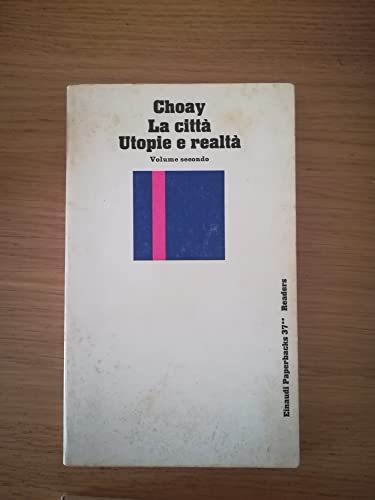 Choay
La città
Utopie e realtà
Volume secondo
Einaudi Paperbacks 37** Readers